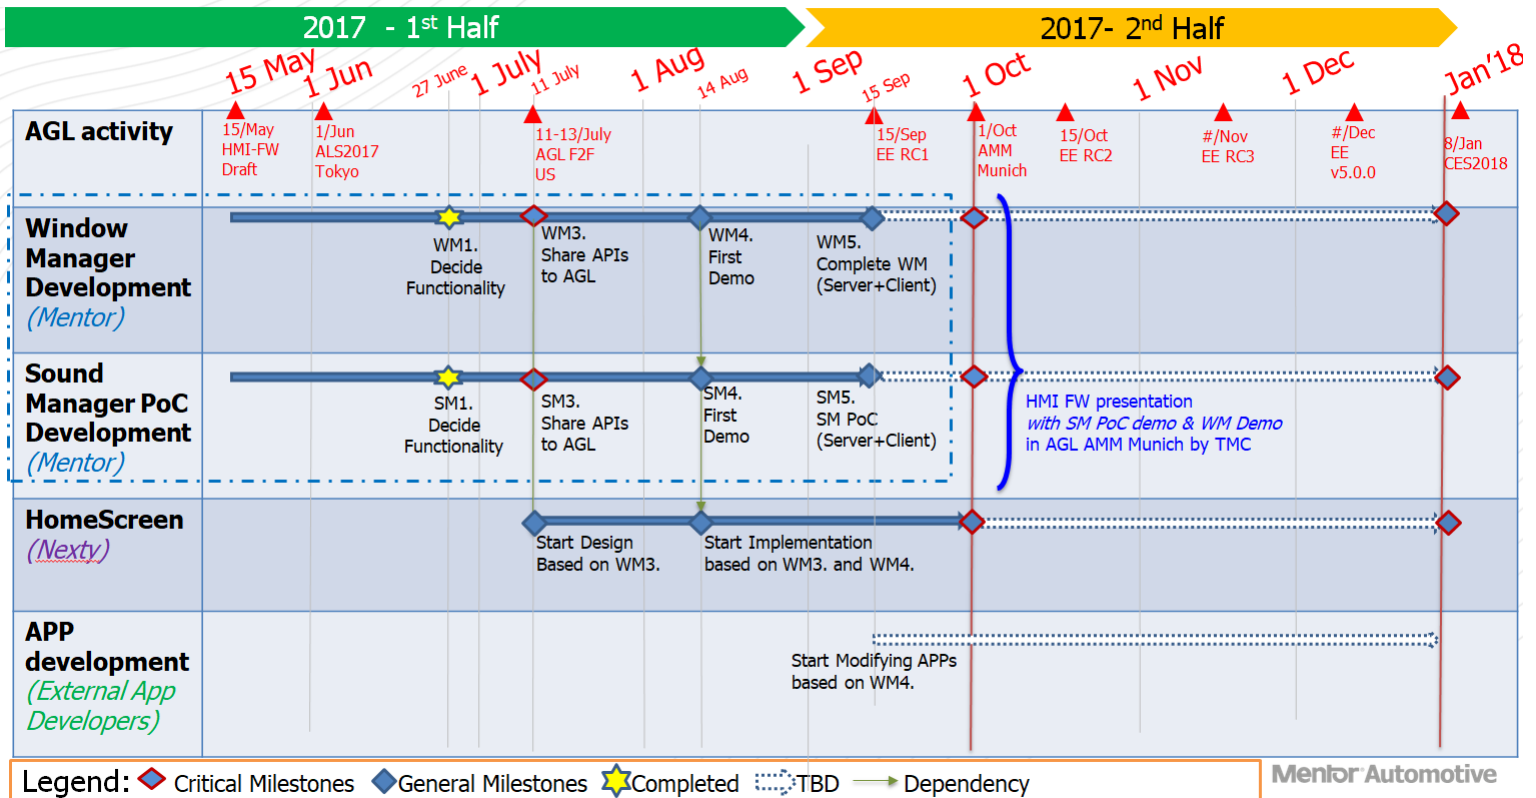 2017 - 1st Half
2017- 2nd Half
15 May
1 Jun
27 June
1 July
11 July
1 Aug
14 Aug
1 Sep
15 Sep
1 Oct
1 Nov
1 Dec
Jan'18
AGL activity
15/May
HMI-FW
Draft
1/Jun
ALS2017
Tokyo
11-13/July
AGL F2F
US
15/Sep
EE RC1
1/Oct
AMM
Munich
15/Oct
EE RC2
#/Nov
EE RC3
#/Dec
EE
v5.0.0
8/Jan
CES2018
Window
Manager
Development
(Mentor)
WM1.
Decide
Functionality
WM3.
Share APIs
to AGL
WM4.
First
Demo
WM5.
Complete WM
(Server+Client)
Sound
Manager PoC
Development
(Mentor)
SM1.
Decide
Functionality
SM3.
Share APIs
to AGL
SM4.
First
Demo
SM5.
SM PoC
(Server+Client)
HMI FW presentation
with SM PoC demo & WM Demo
in AGL AMM Munich by TMC
HomeScreen
(Nexty)
Start Design
Based on WM3.
Start Implementation
based on WM3. and WM4.
APP
development
(External App
Developers)
Start Modifying APPs
based on WM4.
Legend: Critical Milestones General Milestones Completed TBD Dependency
Mentor Automotive